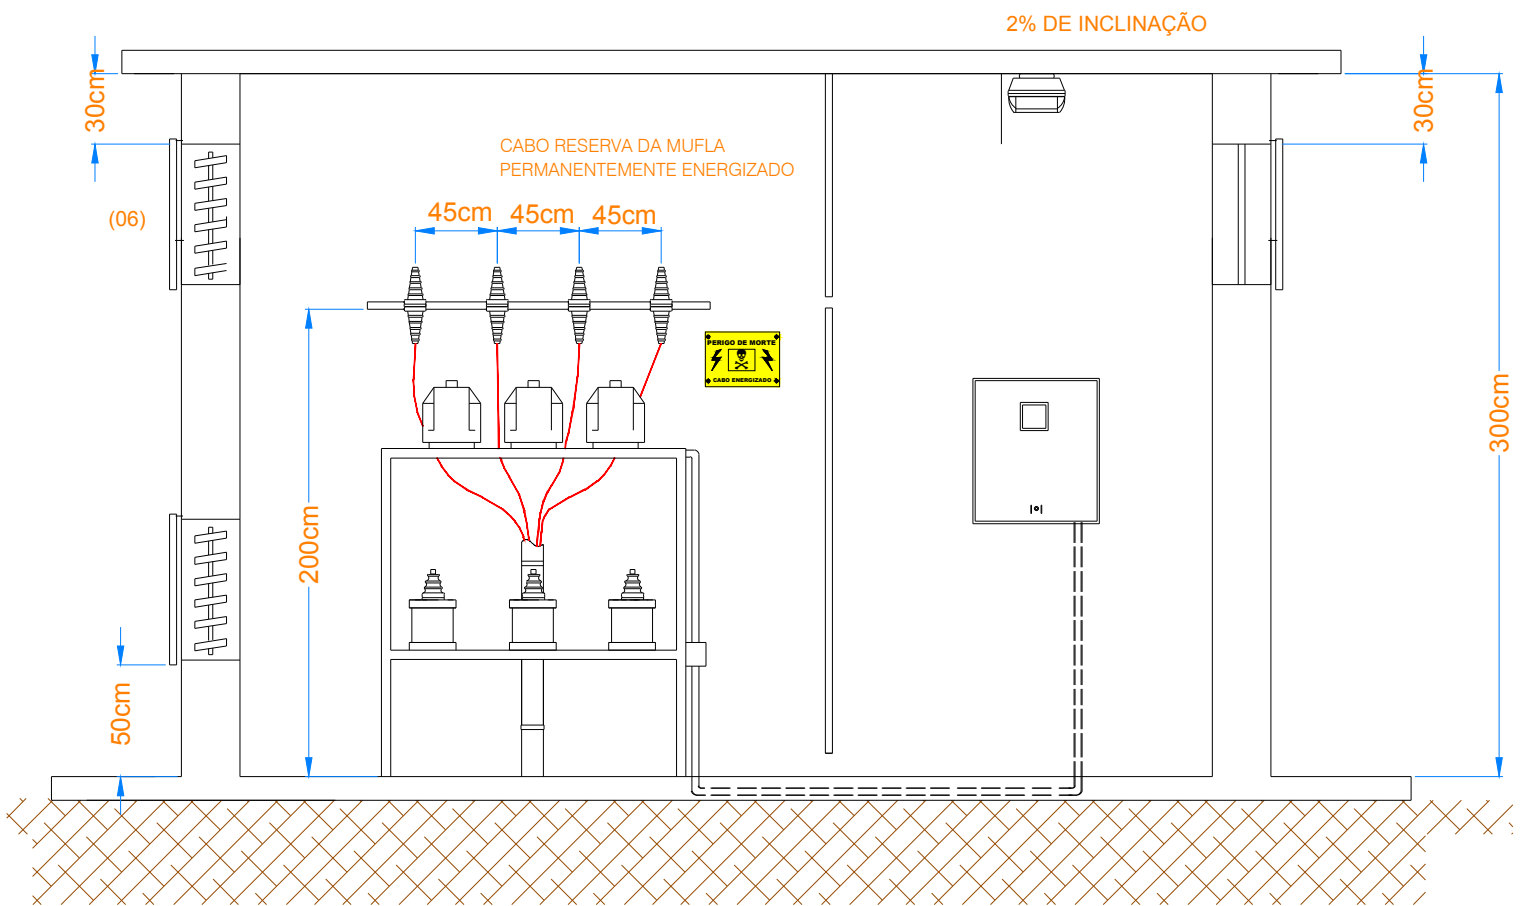 2% DE INCLINAÇÃO
30cm
30cm
CABO RESERVA DA MUFLA
PERMANENTEMENTE ENERGIZADO
(06)
45cm
45cm
45cm
PERIGO DE MORTE
CABO ENERGIZADO
300cm
200cm
50cm